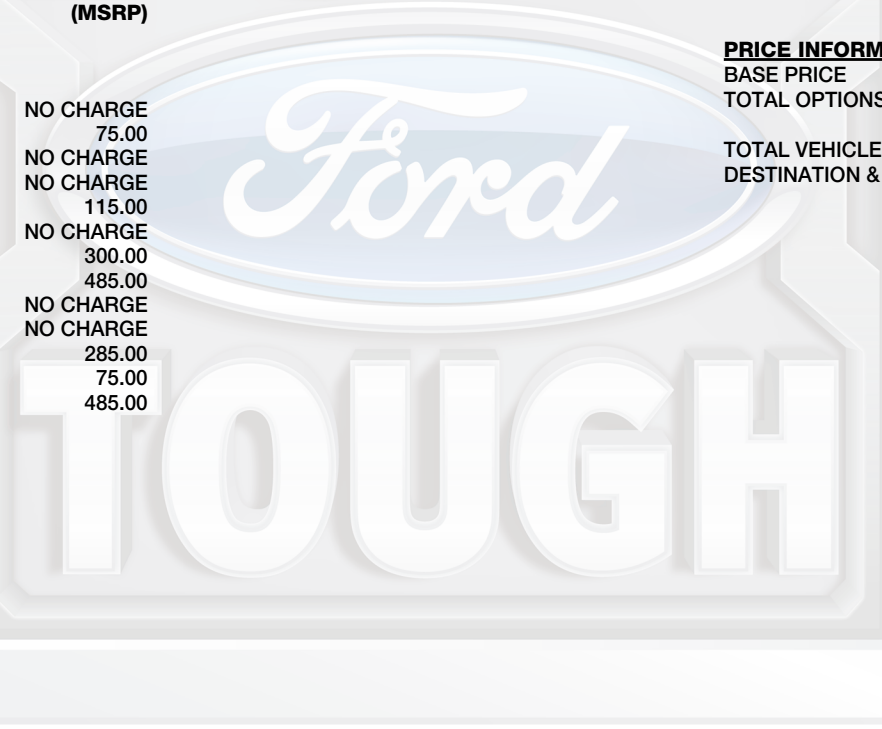 (MSRP)
NO CHARGE
75.00
NO CHARGE
NO CHARGE
115.00
NO CHARGE
300.00
485.00
NO CHARGE
NO CHARGE
285.00
75.00
485.00
PRICE INFORM
BASE PRICE
TOTAL OPTIONS
TOTAL VEHICLE
DESTINATION &
Ford
TOUGH